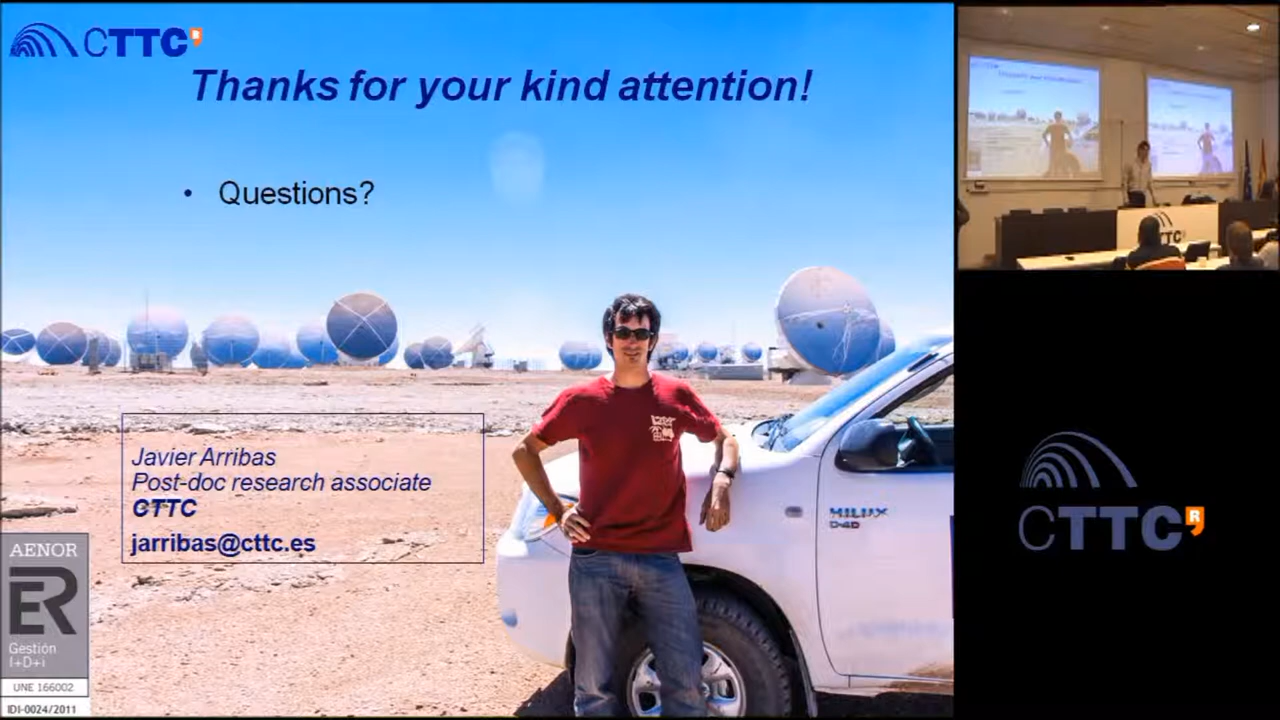 CTTC R
Thanks for your kind attention!
• Questions?
Javier Arribas
Post-doc research associate
CTTC
jarribas@cttc.es
HILUX
D-4D
AENOR
ER
Gestión
I+D+i
UNE 166002
IDI-0024/2011
CTTC R